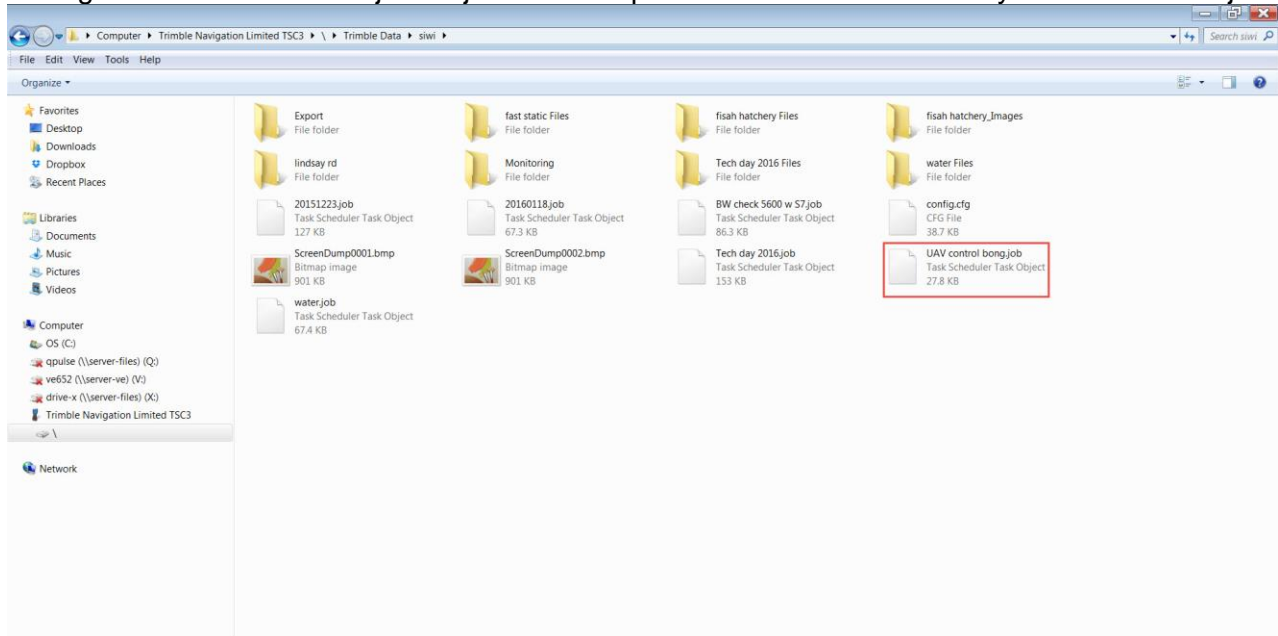 Computer ▸ Trimble Navigation Limited TSC3 ▸ \ ▸ Trimble Data ▸ siwi ▸
Search siwi
File Edit View Tools Help
Organize
Favorites
Desktop
Downloads
Dropbox
Recent Places
Libraries
Documents
Music
Pictures
Videos
Computer
OS (C:)
qpulse (\\server-files) (Q:)
ve652 (\\server-ve) (V:)
drive-x (\\server-files) (X:)
Trimble Navigation Limited TSC3
\
Network
Export
File folder
fast static Files
File folder
fisah hatchery Files
File folder
fisah hatchery_Images
File folder
lindsay rd
File folder
Monitoring
File folder
Tech day 2016 Files
File folder
water Files
File folder
20151223.job
Task Scheduler Task Object
127 KB
20160118.job
Task Scheduler Task Object
67.3 KB
BW check 5600 w S7.job
Task Scheduler Task Object
86.3 KB
config.cfg
CFG File
38.7 KB
ScreenDump0001.bmp
Bitmap image
901 KB
ScreenDump0002.bmp
Bitmap image
901 KB
Tech day 2016.job
Task Scheduler Task Object
153 KB
UAV control bong.job
Task Scheduler Task Object
27.8 KB
water.job
Task Scheduler Task Object
67.4 KB